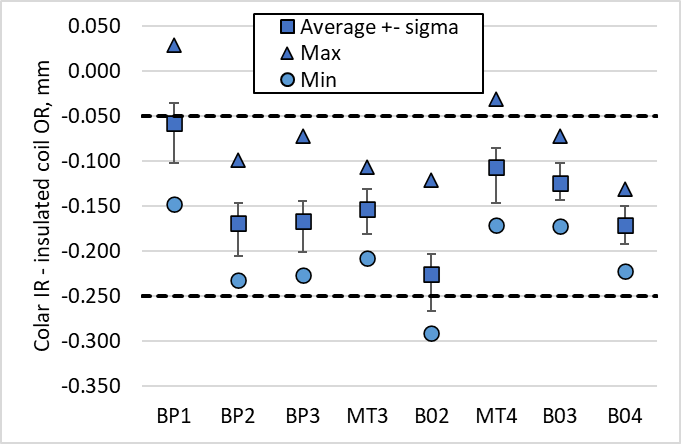 Average +- sigma
Max
Min
Colar IR - insulated coil OR, mm
0.050
0.000
-0.050
-0.100
-0.150
-0.200
-0.250
-0.300
-0.350
BP1 BP2 BP3 MT3 B02 MT4 B03 B04